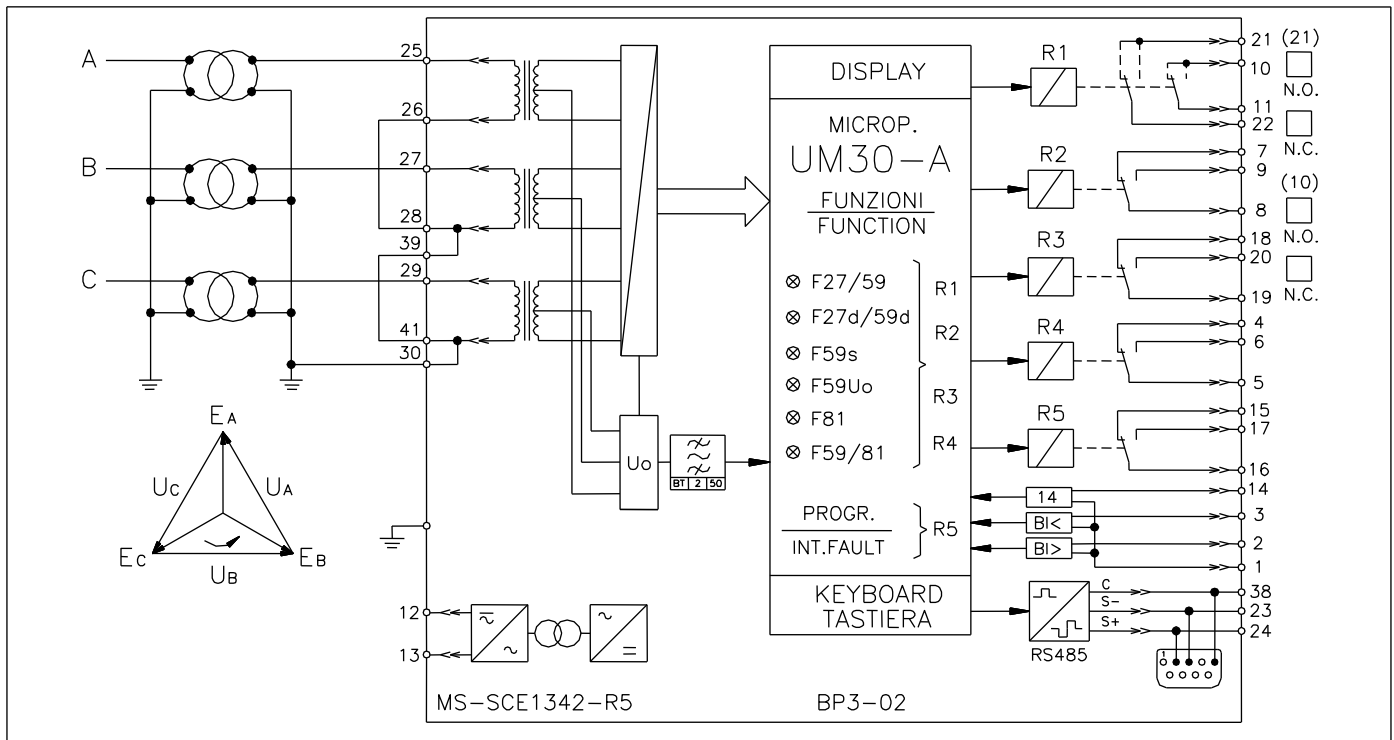 A
B
C
25
26
27
28
39
29
41
30
12
13
EA
UC
UA
EC
EB
UB
Uo
BT 2 50
DISPLAY
MICROP.
UM30-A
FUNZIONI
FUNCTION
F27/59
F27d/59d
F59s
F59Uo
F81
F59/81
R1
R2
R3
R4
PROGR.
INT.FAULT
R5
KEYBOARD
TASTIERA
R1
R2
R3
R4
R5
14
BI<
BI>
RS485
C
S-
S+
1
21 (21)
10
N.O.
11
22
N.C.
7
9
(10)
8
N.O.
18
20
19
N.C.
4
6
5
15
17
16
14
3
2
1
38
23
24
MS-SCE1342-R5
BP3-02